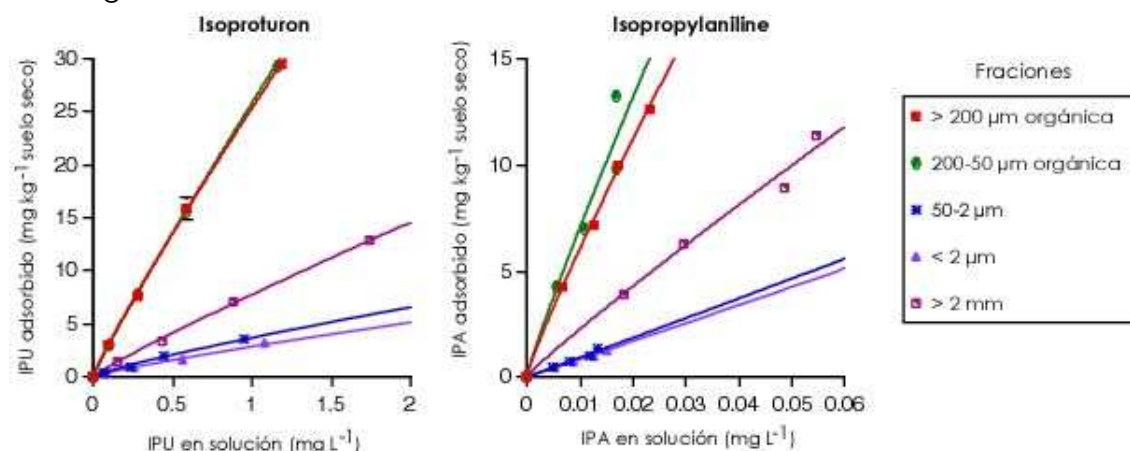 Isoproturon
IPU adsorbido (mg kg⁻¹ suelo seco)
30
25
20
15
10
5
0
0
0.5
1
1.5
2
IPU en solución (mg L⁻¹)
Isopropylaniline
IPA adsorbido (mg kg⁻¹ suelo seco)
15
10
5
0
0
0.01
0.02
0.03
0.04
0.05
0.06
IPA en solución (mg L⁻¹)
Fraciones
> 200 µm orgánica
200-50 µm orgánica
50-2 µm
< 2 µm
> 2 mm